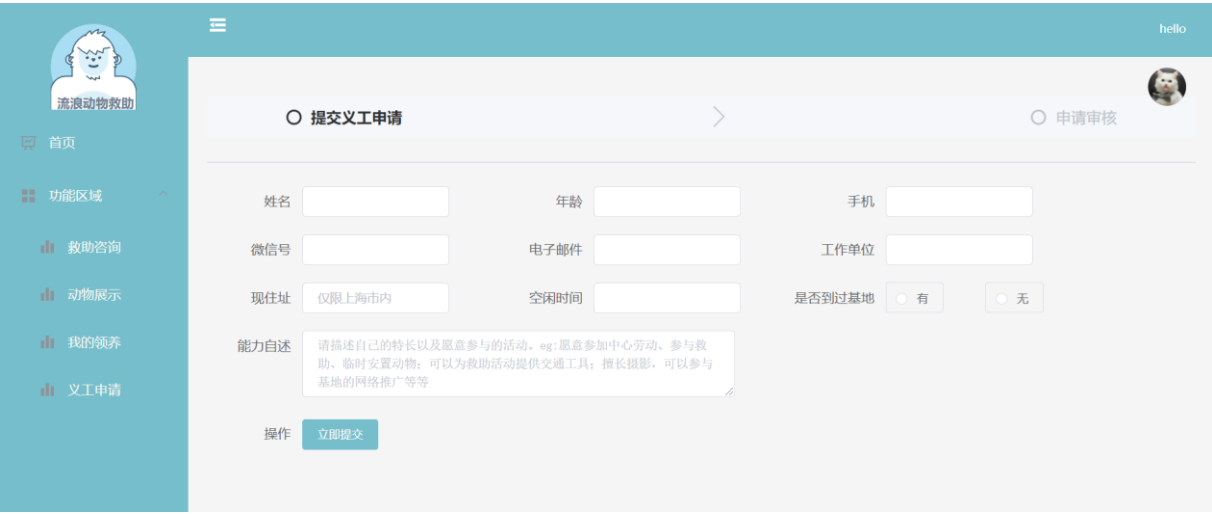 hello
流浪动物救助
首页
功能区域
救助咨询
动物展示
我的领养
义工申请
提交义工申请
申请审核
姓名
年龄
手机
微信号
电子邮件
工作单位
现住址 仅限上海市内
空闲时间
是否到过基地 有 无
能力自述 请描述自己的特长以及愿意参与的活动。eg:愿意参加中心劳动、参与救
助、临时安置动物；可以为救助活动提供交通工具；擅长摄影，可以参与
基地的网络推广等等
操作 立即提交